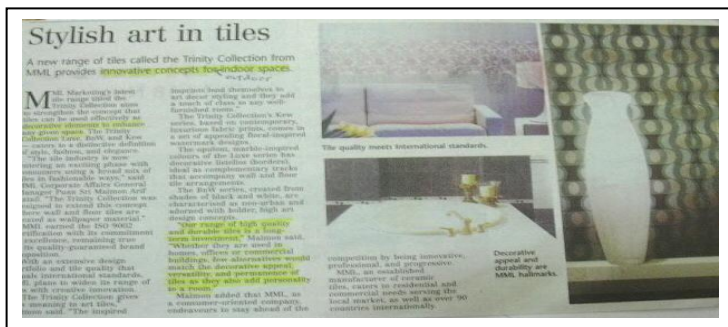 Stylish art in tiles
A new range of tiles called the Trinity Collection from
MML provides innovative concepts for indoor spaces.
outdoor
MML Marketing's latest
tile range titled the
Trinity Collection aims
to strengthen the concept that
tiles can be used effectively as
decorative elements to enhance
any given space. The Trinity
Collection Luxe, BoW, and Kew
— caters to a distinctive definition
of style, fashion, and elegance.
"The tile industry is now
entering an exciting phase with
consumers using a broad mix of
tiles in fashionable ways," said
MML Corporate Affairs General
Manager Puan Sri Maimon Arif
"The Trinity Collection was
designed to extend this concept
where wall and floor tiles are
as wallpaper material."
MML earned the ISO 9002
certification with its commitment
to excellence, remaining true
to its quality-guaranteed brand
proposition.
With an extensive design
portfolio and tile quality that
meets international standards,
MML plans to widen its range of
with creative innovation.
The Trinity Collection gives
meaning to art tiles,"
Maimon said. "The inspired
imprints lend themselves to
art decor styling and they add
a touch of class to any well-
furnished room."
The Trinity Collection's Kew
series, based on contemporary,
luxurious fabric prints, comes in
a set of appealing floral-inspired
watermark designs.
The opulent, marble-inspired
colours of the Luxe series has
decorative listellos (borders),
ideal as complementary tracks
that accompany wall and floor
tile arrangements.
The BoW series, created from
shades of black and white, are
characterised as neo-urban and
adorned with bolder, high art
design concepts.
"Our range of high quality
and durable tiles is a long-
term investment," Maimon said.
"Whether they are used in
homes, offices or commercial
buildings, few alternatives would
match the decorative appeal,
versatility, and permanence of
tiles as they also add personality
to a room."
Maimon added that MML, as
a consumer-oriented company,
endeavours to stay ahead of the
Tile quality meets international standards.
competition by being innovative,
professional, and progressive.
MML, an established
manufacturer of ceramic
tiles, caters to residential and
commercial needs serving the
local market, as well as over 90
countries internationally.
Decorative
appeal and
durability are
MML hallmarks.